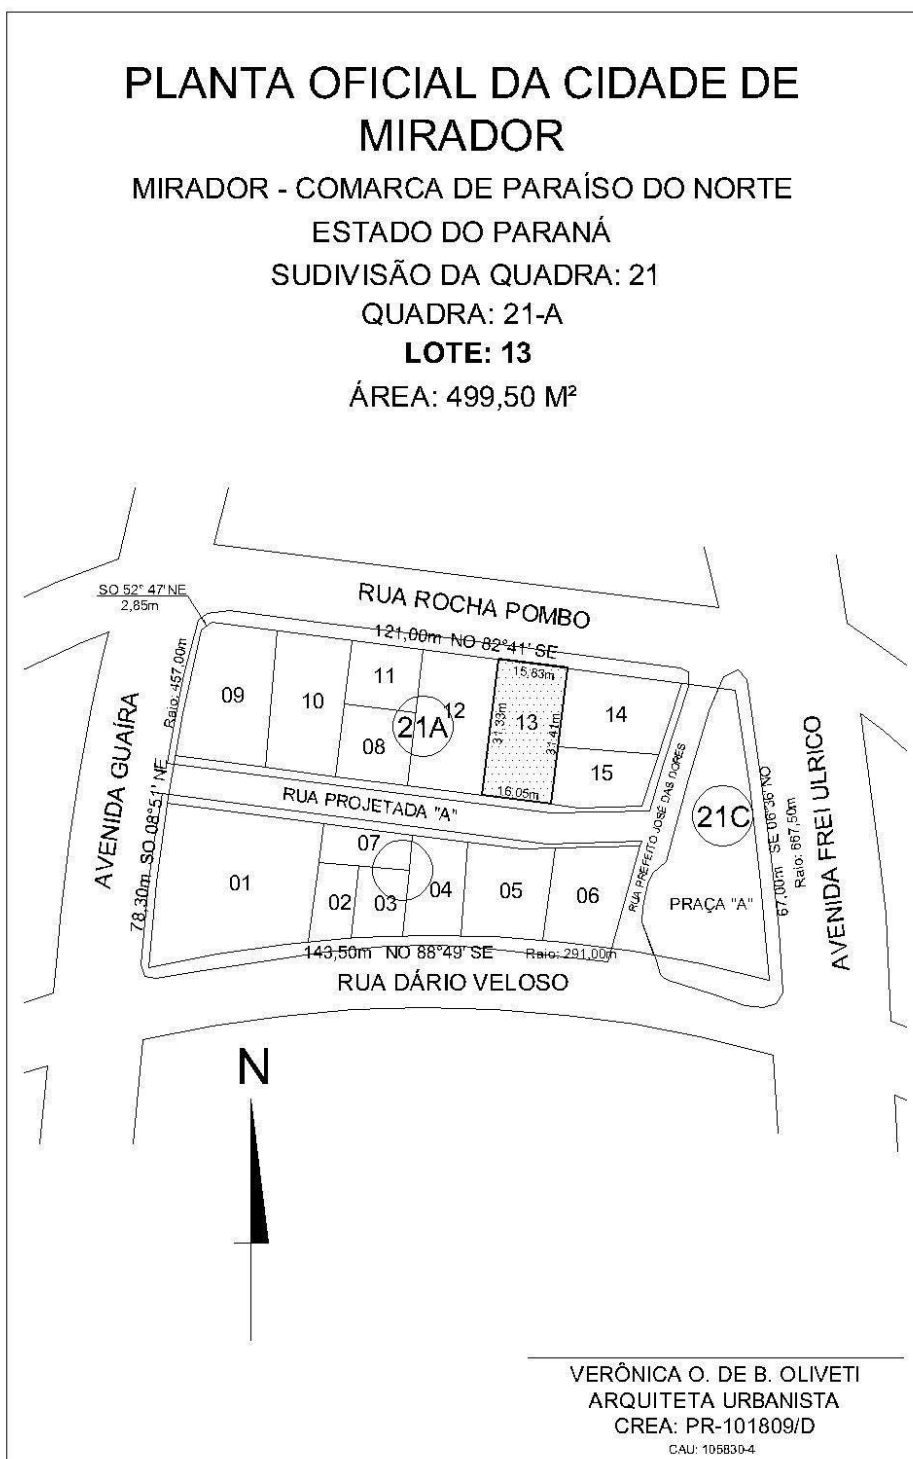 PLANTA OFICIAL DA CIDADE DE
MIRADOR
MIRADOR - COMARCA DE PARAÍSO DO NORTE
ESTADO DO PARANÁ
SUDIVISÃO DA QUADRA: 21
QUADRA: 21-A
LOTE: 13
ÁREA: 499,50 M²
SO 52° 47' NE
2,85m
RUA ROCHA POMBO
121,00m NO 82°41' SE
Raio: 457,00m
AVENIDA GUAÍRA
78,30m SO 08°51' NE
09
10
11
08
12
21A
15,83m
31,33m
13
31,41m
16,05m
14
15
RUA PROJETADA "A"
RUA PREFEITO JOSÉ DAS DORES
21C
PRAÇA "A"
67,00m SE 06°36' NO
Raio: 667,50m
AVENIDA FREI ULRICO
01
07
02
03
04
05
06
143,50m NO 88°49' SE
Raio: 291,00m
RUA DÁRIO VELOSO
N
VERÔNICA O. DE B. OLIVETI
ARQUITETA URBANISTA
CREA: PR-101809/D
CAU: 105830-4